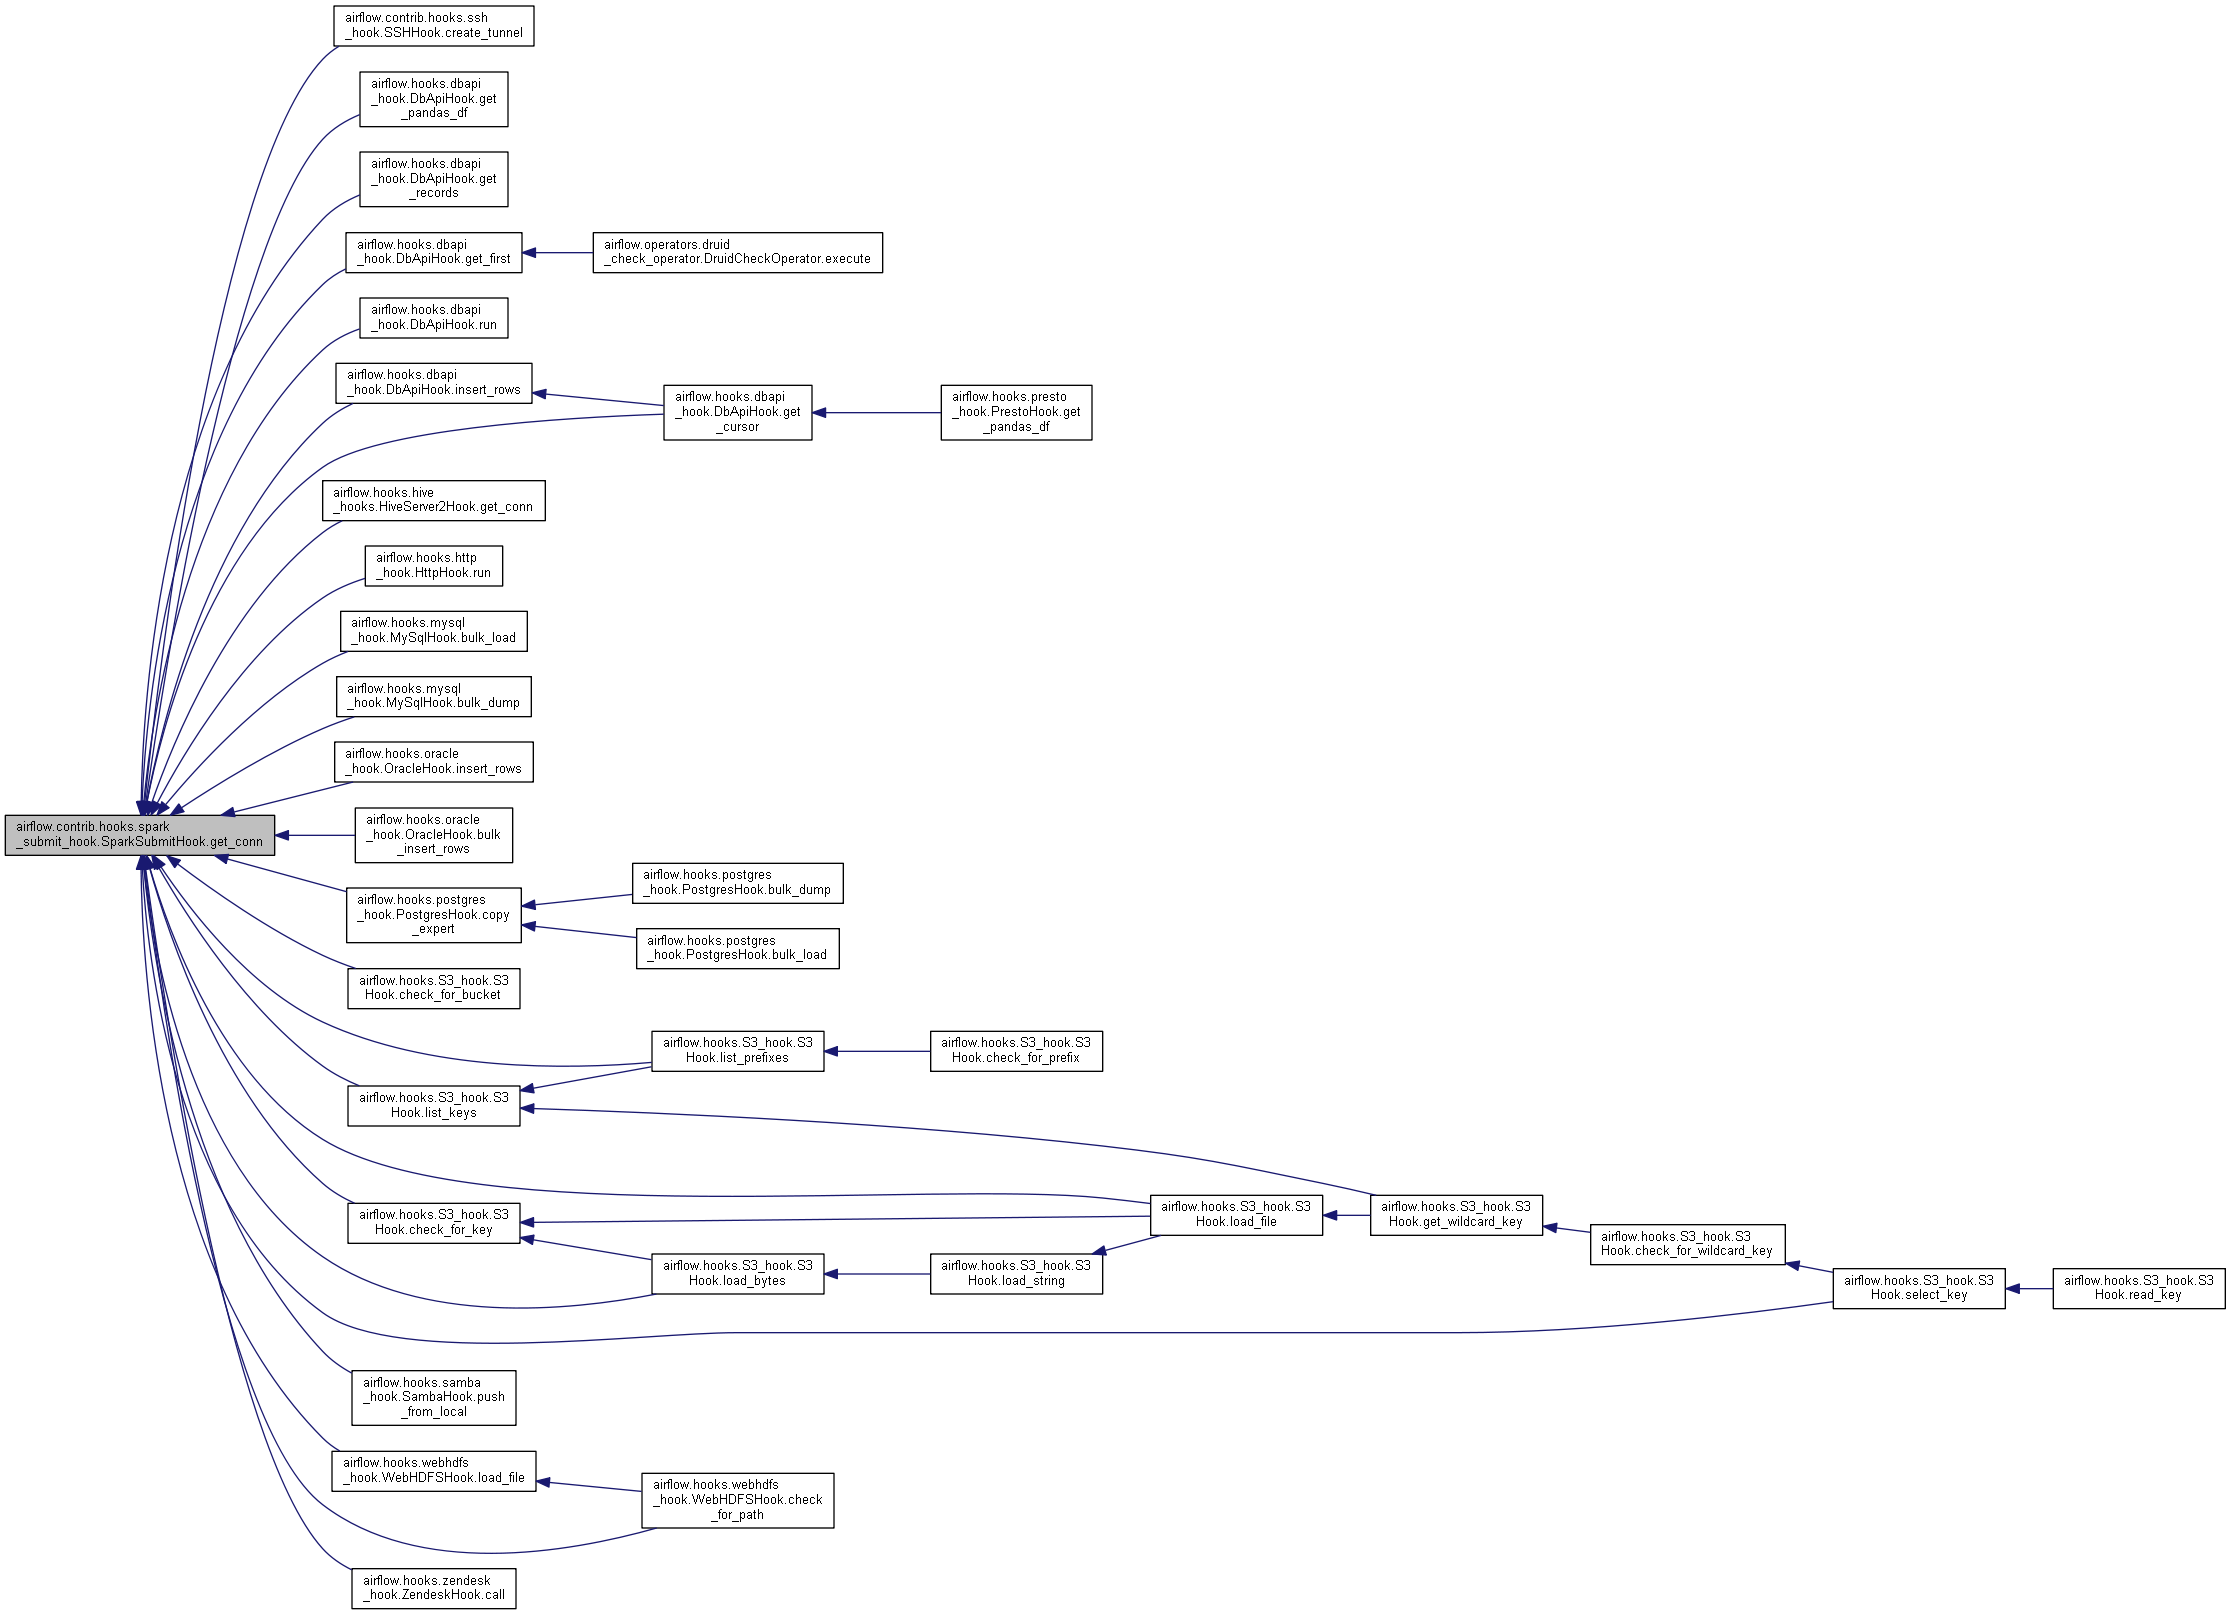 airflow.contrib.hooks.ssh
_hook.SSHHook.create_tunnel
airflow.hooks.dbapi
_hook.DbApiHook.get
_pandas_df
airflow.hooks.dbapi
_hook.DbApiHook.get
_records
airflow.hooks.dbapi
_hook.DbApiHook.get_first
airflow.operators.druid
_check_operator.DruidCheckOperator.execute
airflow.hooks.dbapi
_hook.DbApiHook.run
airflow.hooks.dbapi
_hook.DbApiHook.insert_rows
airflow.hooks.dbapi
_hook.DbApiHook.get
_cursor
airflow.hooks.presto
_hook.PrestoHook.get
_pandas_df
airflow.hooks.hive
_hooks.HiveServer2Hook.get_conn
airflow.hooks.http
_hook.HttpHook.run
airflow.hooks.mysql
_hook.MySqlHook.bulk_load
airflow.hooks.mysql
_hook.MySqlHook.bulk_dump
airflow.hooks.oracle
_hook.OracleHook.insert_rows
airflow.contrib.hooks.spark
_submit_hook.SparkSubmitHook.get_conn
airflow.hooks.oracle
_hook.OracleHook.bulk
_insert_rows
airflow.hooks.postgres
_hook.PostgresHook.copy
_expert
airflow.hooks.postgres
_hook.PostgresHook.bulk_dump
airflow.hooks.postgres
_hook.PostgresHook.bulk_load
airflow.hooks.S3_hook.S3
Hook.check_for_bucket
airflow.hooks.S3_hook.S3
Hook.list_prefixes
airflow.hooks.S3_hook.S3
Hook.check_for_prefix
airflow.hooks.S3_hook.S3
Hook.list_keys
airflow.hooks.S3_hook.S3
Hook.check_for_key
airflow.hooks.S3_hook.S3
Hook.load_file
airflow.hooks.S3_hook.S3
Hook.get_wildcard_key
airflow.hooks.S3_hook.S3
Hook.check_for_wildcard_key
airflow.hooks.S3_hook.S3
Hook.load_bytes
airflow.hooks.S3_hook.S3
Hook.load_string
airflow.hooks.S3_hook.S3
Hook.select_key
airflow.hooks.S3_hook.S3
Hook.read_key
airflow.hooks.samba
_hook.SambaHook.push
_from_local
airflow.hooks.webhdfs
_hook.WebHDFSHook.load_file
airflow.hooks.webhdfs
_hook.WebHDFSHook.check
_for_path
airflow.hooks.zendesk
_hook.ZendeskHook.call